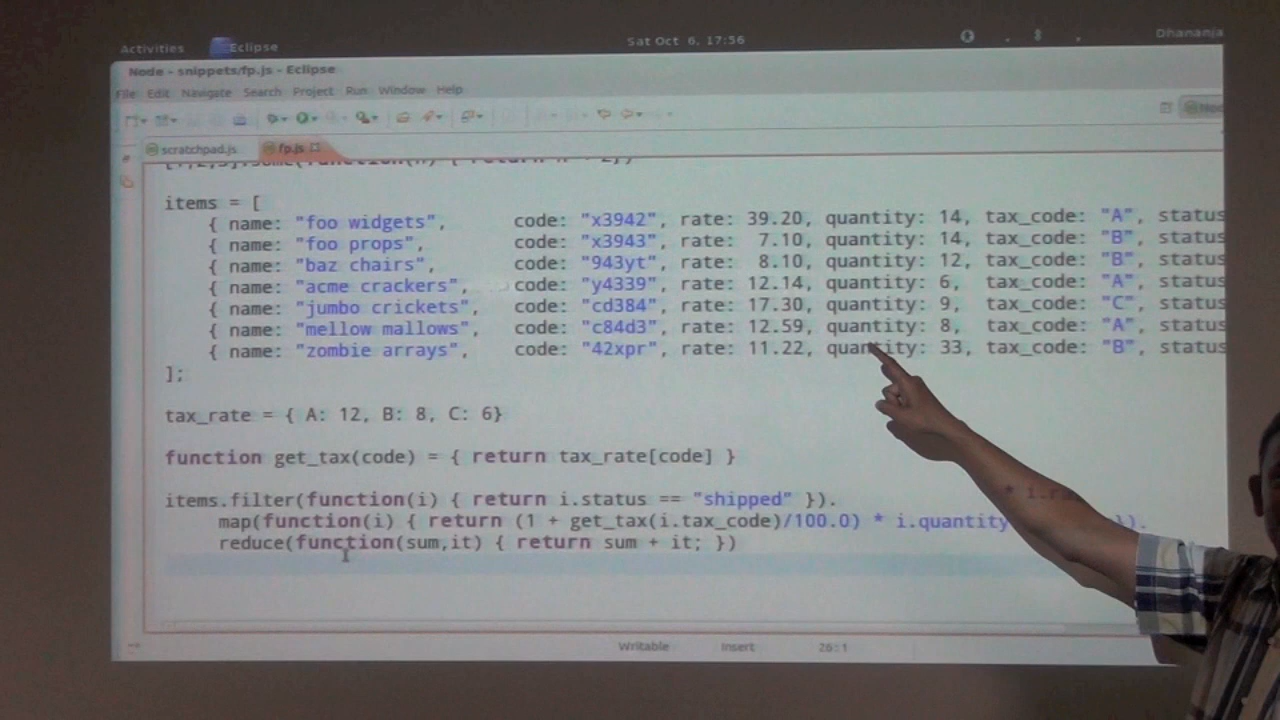 Activities Eclipse Sat Oct 6, 17:56 Dhananja
Node - snippets/fp.js - Eclipse
File Edit Navigate Search Project Run Window Help
scratchpad.js fp.js
items = [
{ name: "foo widgets", code: "x3942", rate: 39.20, quantity: 14, tax_code: "A", status
{ name: "foo props", code: "x3943", rate: 7.10, quantity: 14, tax_code: "B", status
{ name: "baz chairs", code: "943yt", rate: 8.10, quantity: 12, tax_code: "B", status
{ name: "acme crackers", code: "y4339", rate: 12.14, quantity: 6, tax_code: "A", status
{ name: "jumbo crickets", code: "cd384", rate: 17.30, quantity: 9, tax_code: "C", status
{ name: "mellow mallows", code: "c84d3", rate: 12.59, quantity: 8, tax_code: "A", status
{ name: "zombie arrays", code: "42xpr", rate: 11.22, quantity: 33, tax_code: "B", status
];
tax_rate = { A: 12, B: 8, C: 6}
function get_tax(code) = { return tax_rate[code] }
items.filter(function(i) { return i.status == "shipped" }).
map(function(i) { return (1 + get_tax(i.tax_code)/100.0) * i.quantity }).
reduce(function(sum,it) { return sum + it; })
Writable Insert 26:1